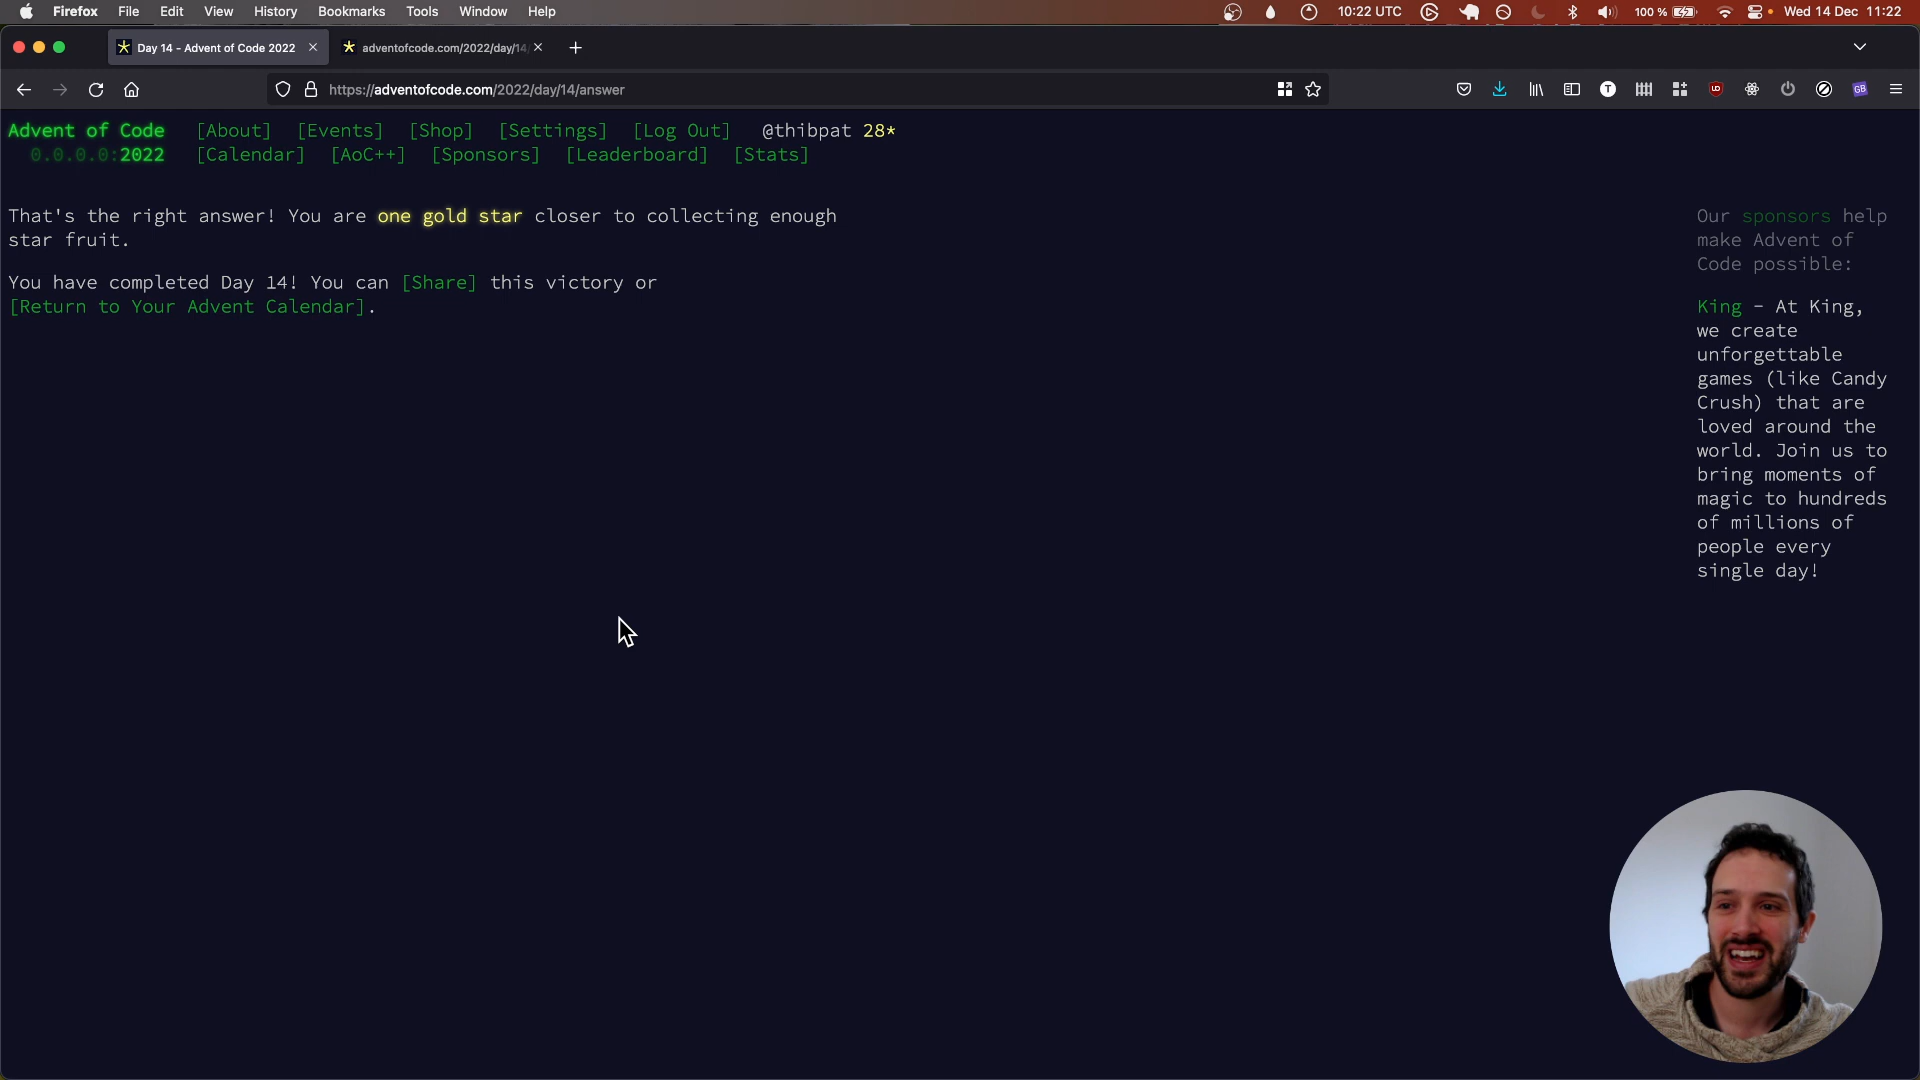 Firefox File Edit View History Bookmarks Tools Window Help 10:22 UTC 100 % Wed 14 Dec 11:22
Day 14 - Advent of Code 2022 adventofcode.com/2022/day/14
https://adventofcode.com/2022/day/14/answer
Advent of Code [About] [Events] [Shop] [Settings] [Log Out] @thibpat 28*
0.0.0.0:2022 [Calendar] [AoC++] [Sponsors] [Leaderboard] [Stats]
That's the right answer! You are one gold star closer to collecting enough
star fruit.
You have completed Day 14! You can [Share] this victory or
[Return to Your Advent Calendar].
Our sponsors help
make Advent of
Code possible:
King - At King,
we create
unforgettable
games (like Candy
Crush) that are
loved around the
world. Join us to
bring moments of
magic to hundreds
of millions of
people every
single day!